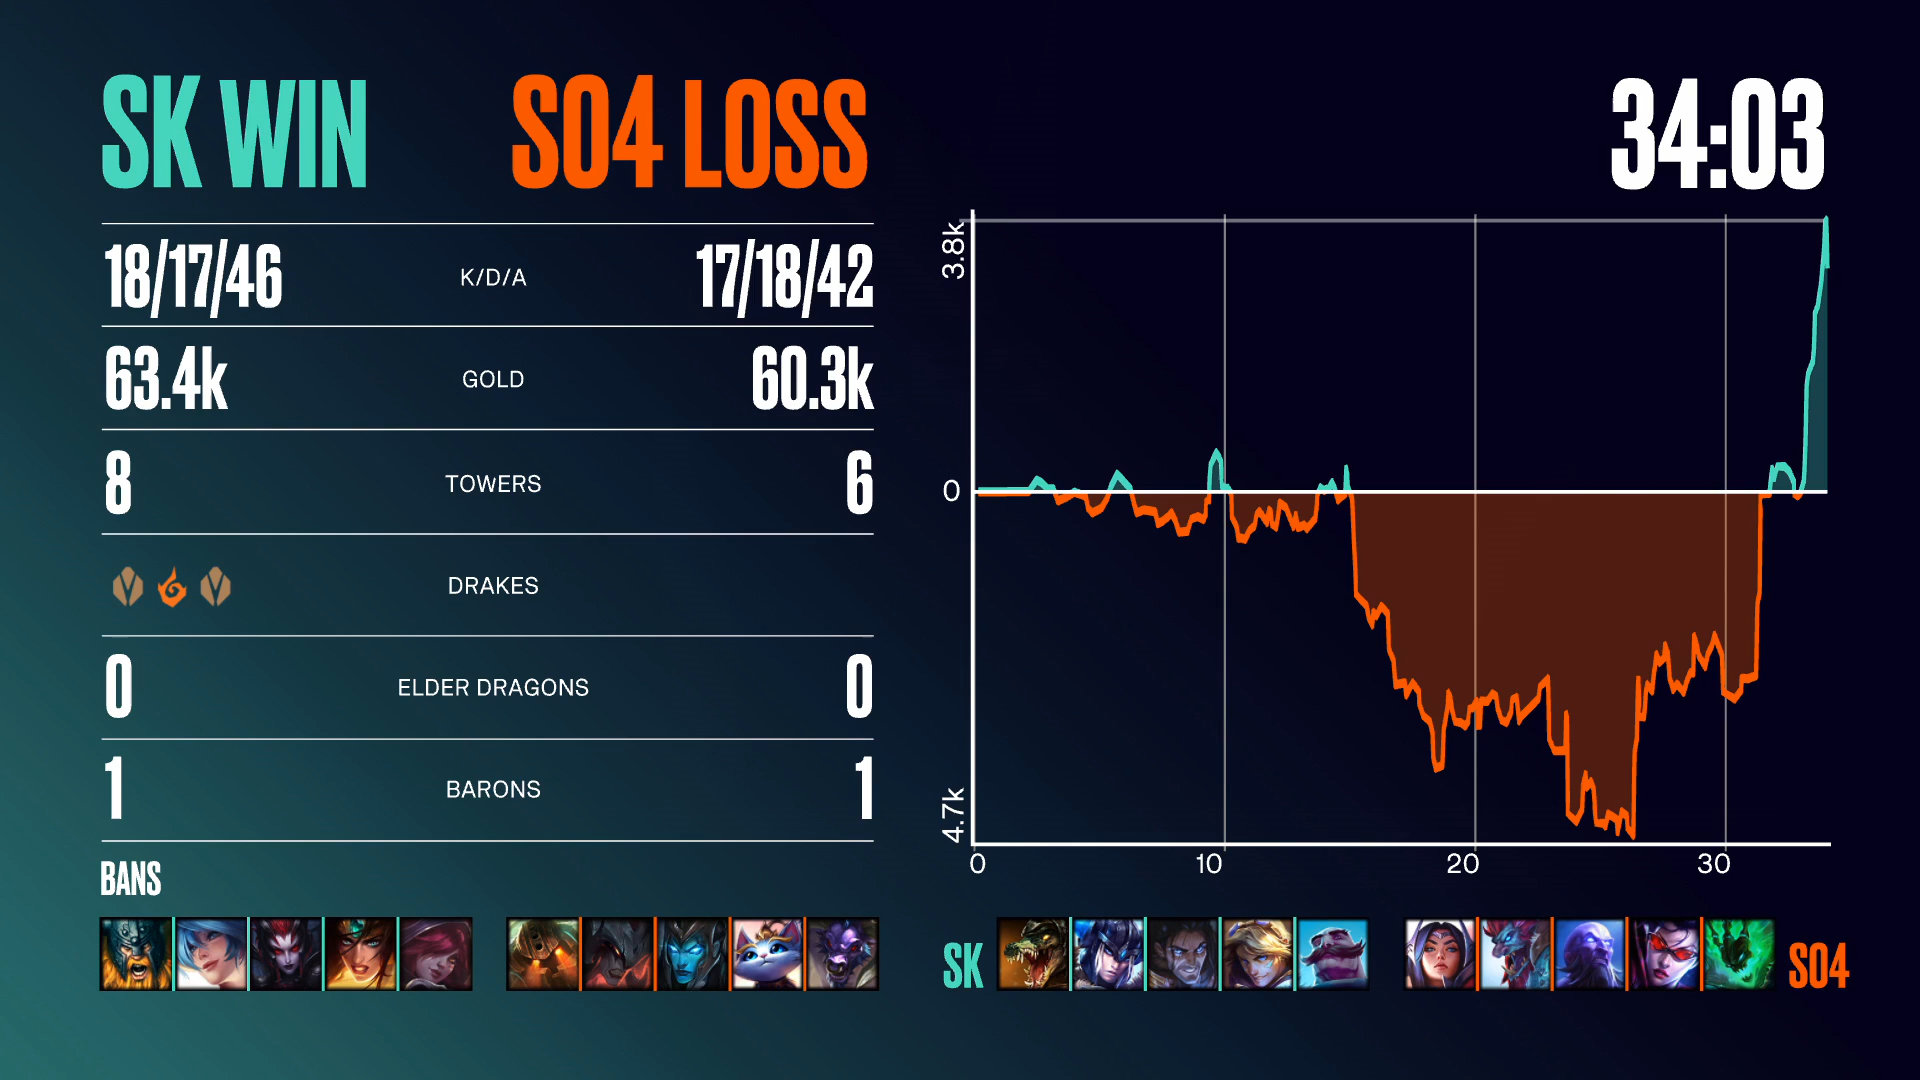 SK WIN
S04 LOSS
34:03
18/17/46 K/D/A 17/18/42
63.4k GOLD 60.3k
8 TOWERS 6
DRAKES
0 ELDER DRAGONS 0
1 BARONS 1
BANS
3.8k
0
4.7k
0 10 20 30
SK
S04